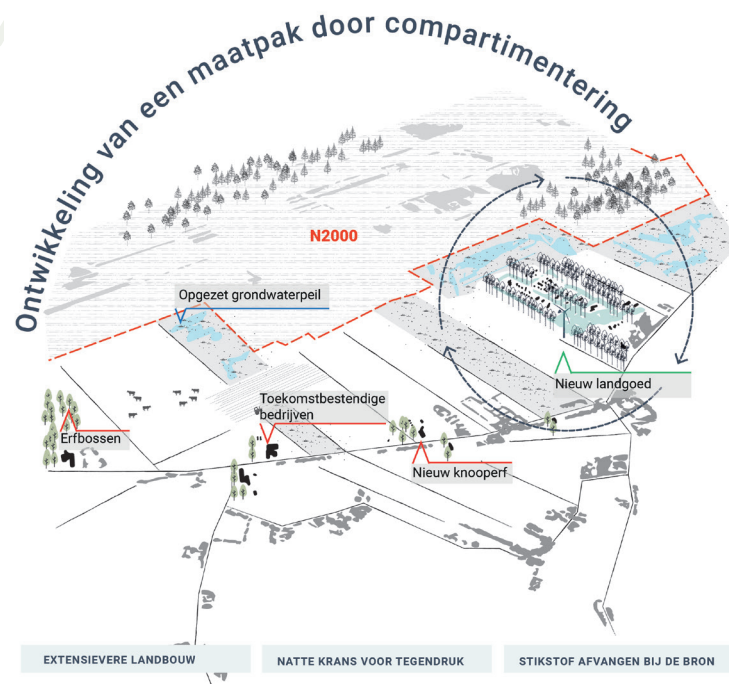 Ontwikkeling van een maatpak door compartimentering
N2000
Opgezet grondwaterpeil
Nieuw landgoed
Toekomstbestendige
bedrijven
Erfbossen
Nieuw knooperf
EXTENSIEVERE LANDBOUW
NATTE KRANS VOOR TEGENDRUK
STIKSTOF AFVANGEN BIJ DE BRON